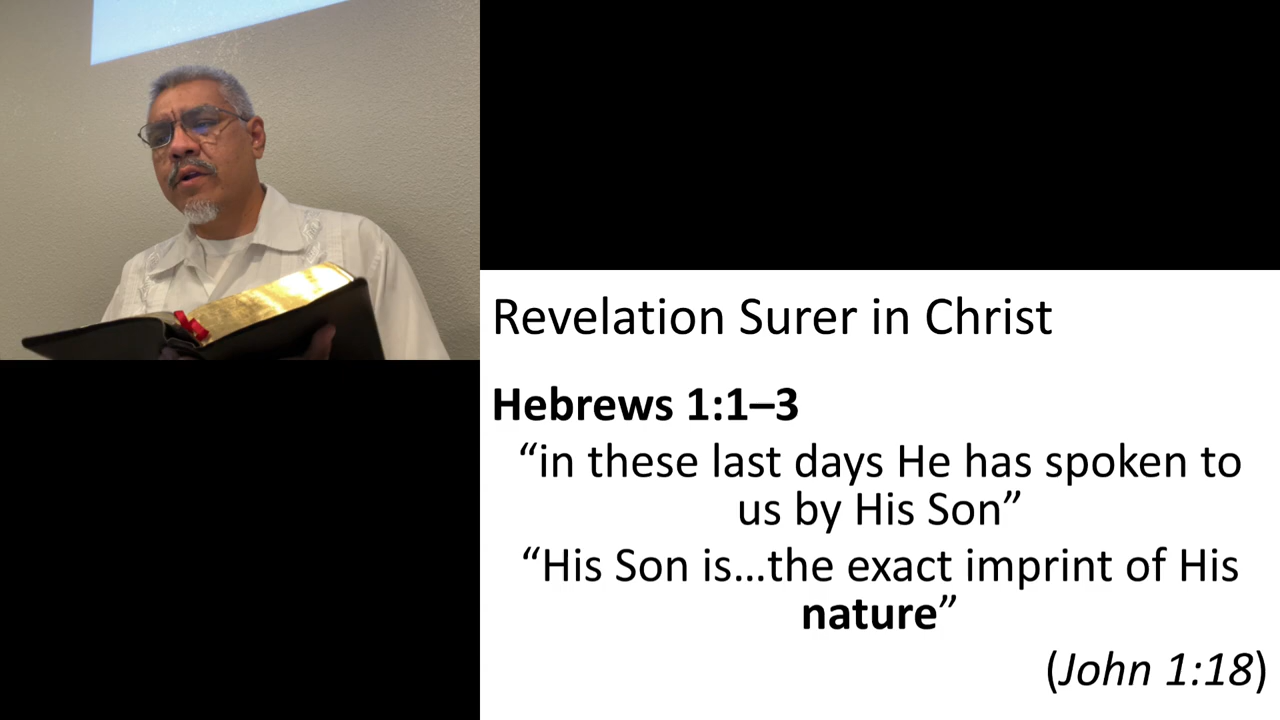 Revelation Surer in Christ
Hebrews 1:1–3
“in these last days He has spoken to
us by His Son”
“His Son is…the exact imprint of His
nature”
(John 1:18)